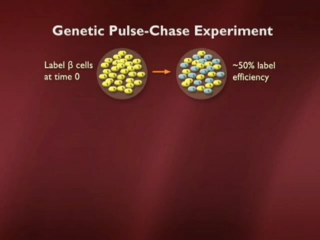 Genetic Pulse-Chase Experiment
Label β cells
at time 0
~50% label
efficiency